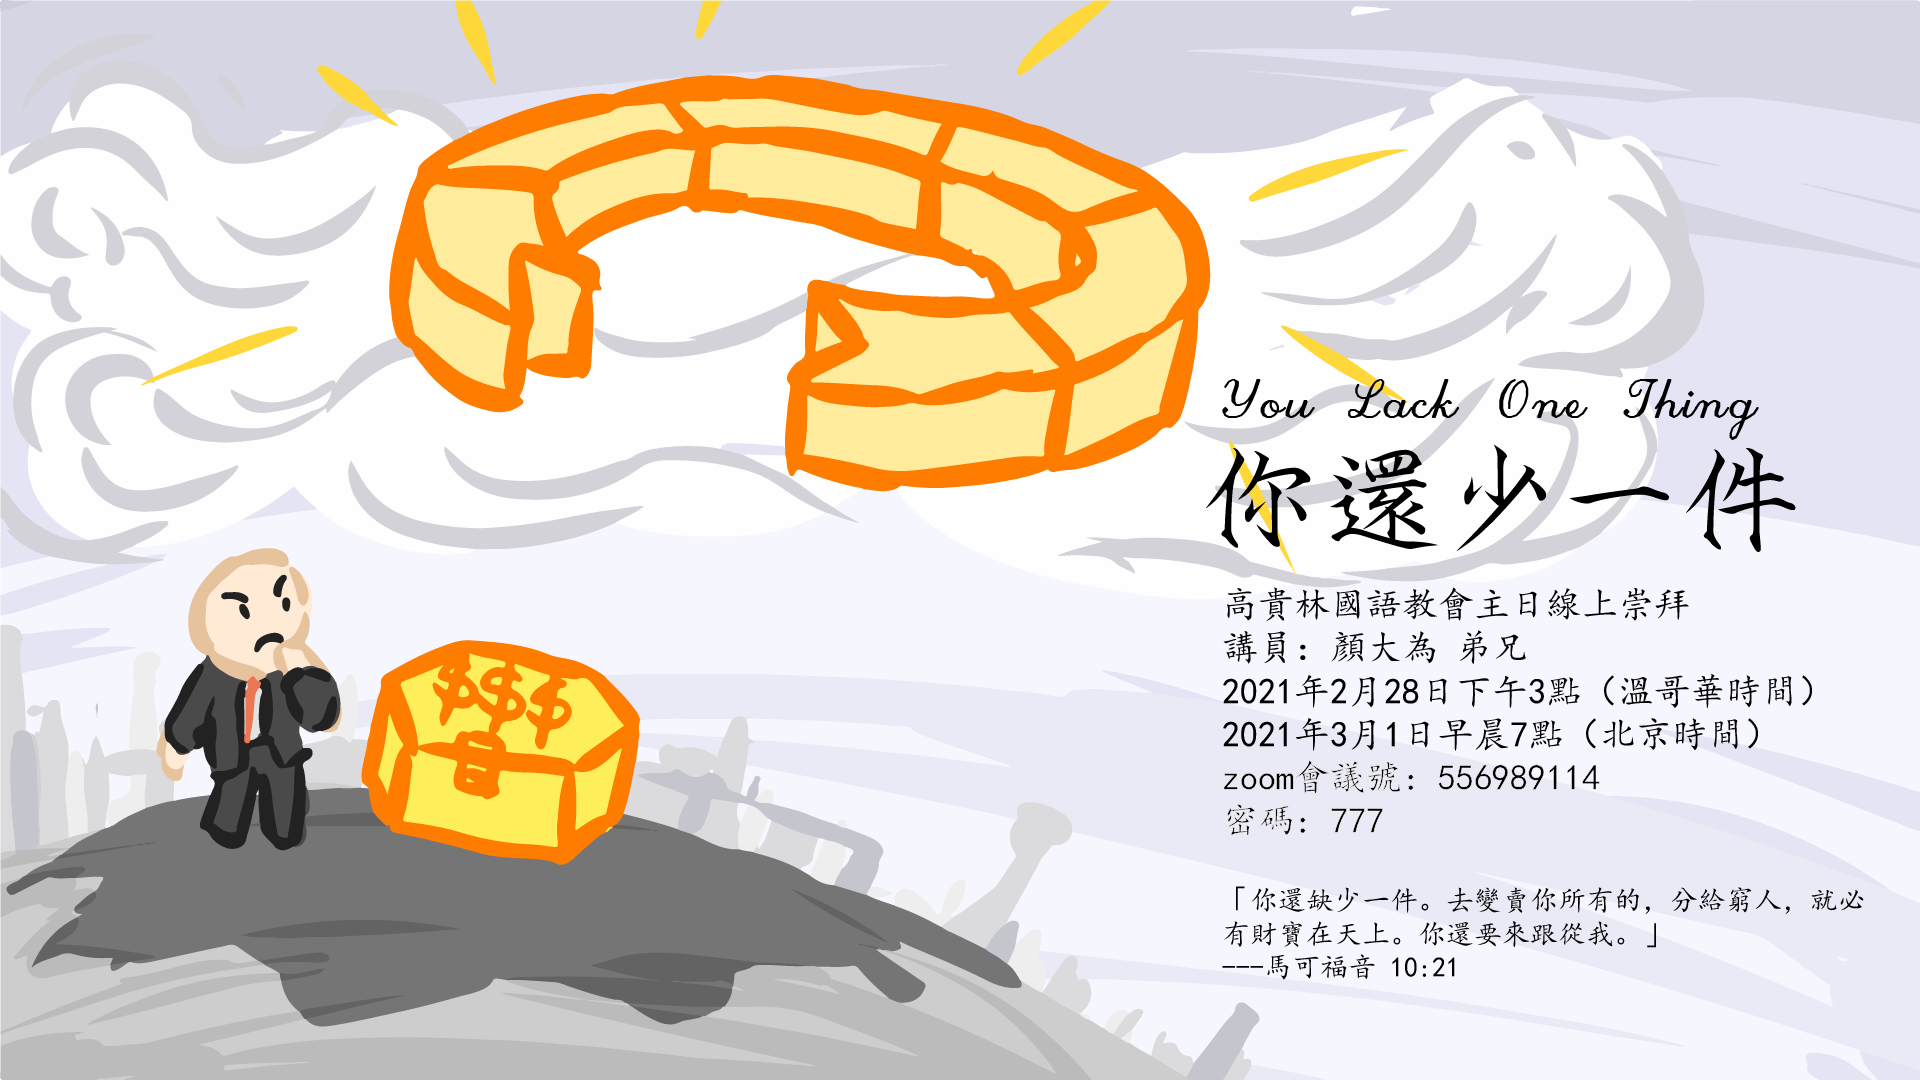 $$$
You Lack One Thing
你還少一件
高貴林國語教會主日線上崇拜
講員：顏大為 弟兄
2021年2月28日下午3點（溫哥華時間）
2021年3月1日早晨7點（北京時間）
zoom會議號：556989114
密碼：777
「你還缺少一件。去變賣你所有的，分給窮人，就必
有財寶在天上。你還要來跟從我。」
---馬可福音 10:21